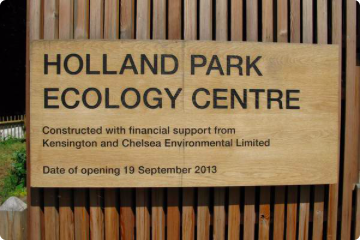 HOLLAND PARK
ECOLOGY CENTRE
Constructed with financial support from
Kensington and Chelsea Environmental Limited
Date of opening 19 September 2013